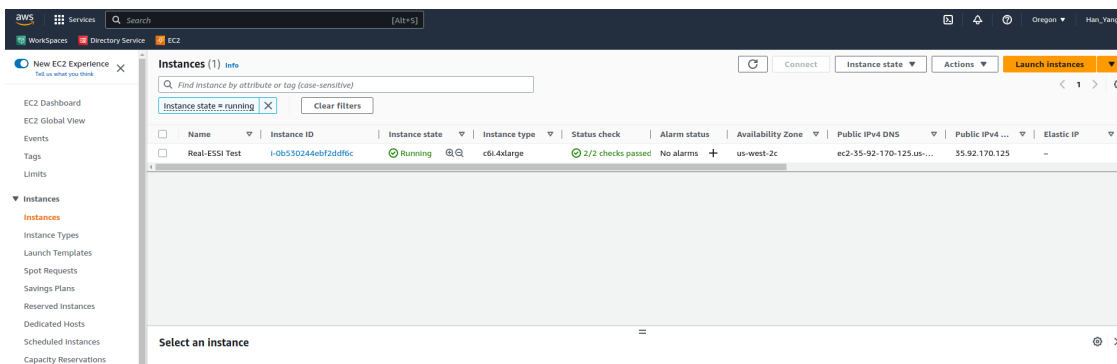 aws Services Search [Alt+S] Oregon ▼ Han_Yang
WorkSpaces Directory Service EC2
New EC2 Experience
Tell us what you think
EC2 Dashboard
EC2 Global View
Events
Tags
Limits
Instances
Instances
Instance Types
Launch Templates
Spot Requests
Savings Plans
Reserved Instances
Dedicated Hosts
Scheduled Instances
Capacity Reservations
Instances (1) Info
Connect Instance state ▼ Actions ▼ Launch instances ▼
Find instance by attribute or tag (case-sensitive)
1
Instance state = running Clear filters
Name Instance ID Instance state Instance type Status check Alarm status Availability Zone Public IPv4 DNS Public IPv4 ... Elastic IP
Real-ESSI Test i-0b530244ebf2ddf6c Running c6i.4xlarge 2/2 checks passed No alarms + us-west-2c ec2-35-92-170-125.us-... 35.92.170.125 –
Select an instance